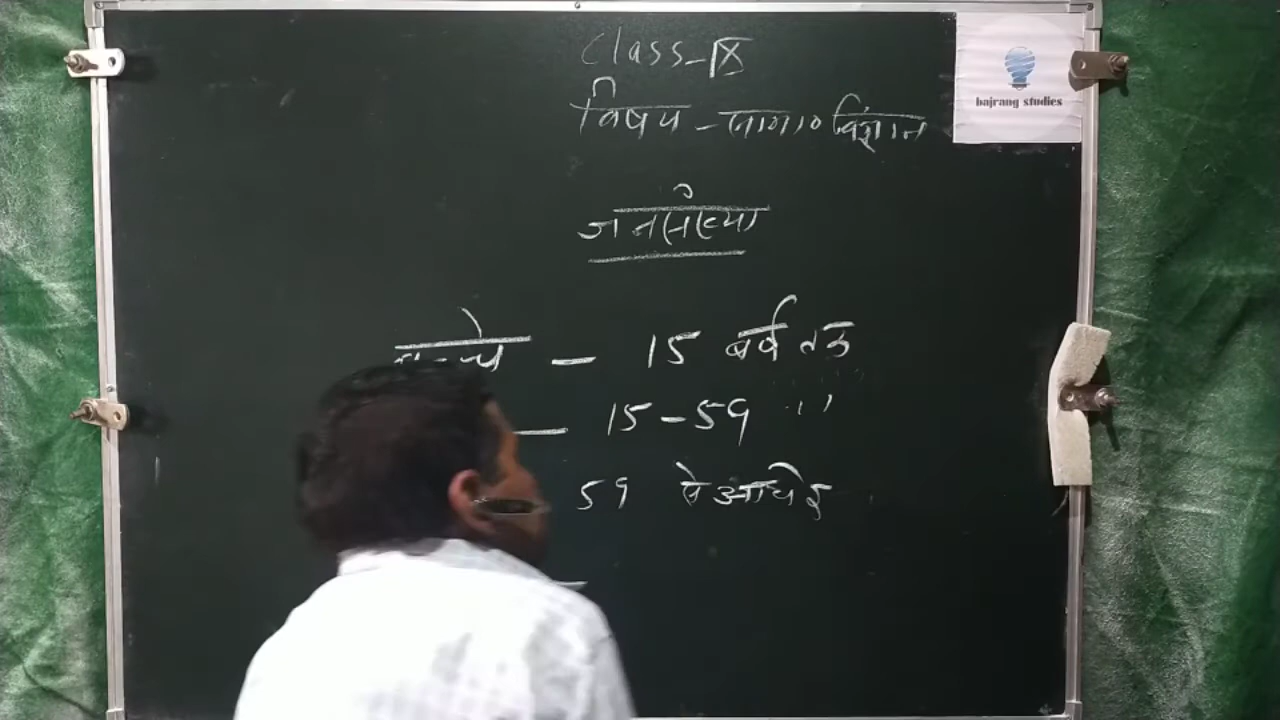 Class-IX
विषय - सामा० विज्ञान
bajrang studies
जनसंख्या
बच्चे - 15 वर्ष तक
- 15-59 ,,
59 से अधिक